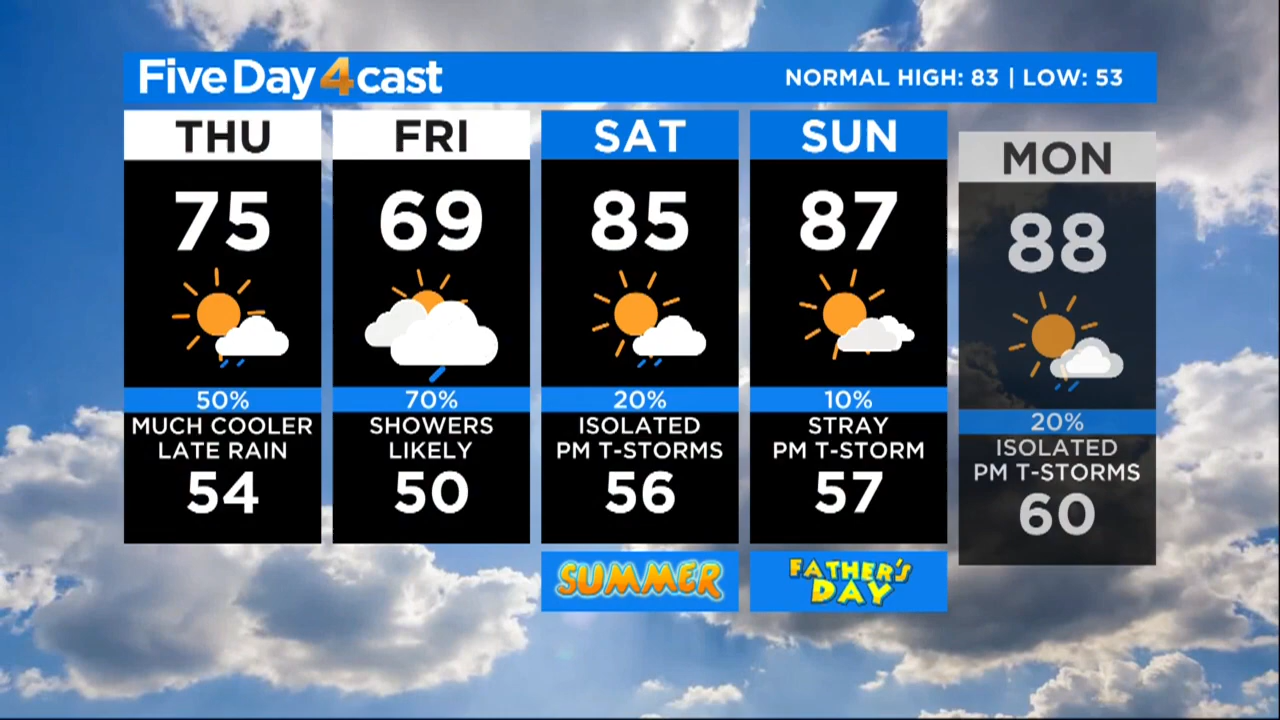 Five Day 4cast
NORMAL HIGH: 83 | LOW: 53
THU
75
50%
MUCH COOLER
LATE RAIN
54
FRI
69
70%
SHOWERS
LIKELY
50
SAT
85
20%
ISOLATED
PM T-STORMS
56
SUMMER
SUN
87
10%
STRAY
PM T-STORM
57
FATHER'S
DAY
MON
88
20%
ISOLATED
PM T-STORMS
60